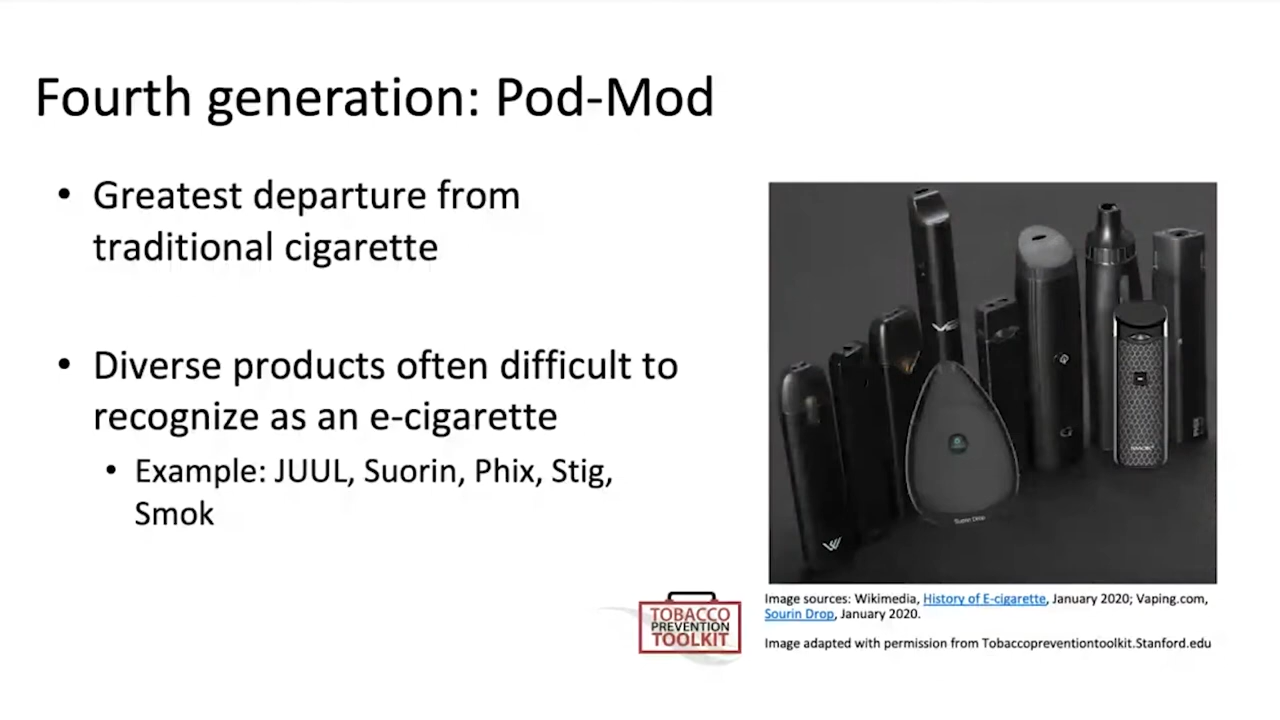 Fourth generation: Pod-Mod
• Greatest departure from
traditional cigarette
• Diverse products often difficult to
recognize as an e-cigarette
• Example: JUUL, Suorin, Phix, Stig,
Smok
Suorin Drop
TOBACCO
PREVENTION
TOOLKIT
Image sources: Wikimedia, History of E-cigarette, January 2020; Vaping.com,
Sourin Drop, January 2020.
Image adapted with permission from Tobaccopreventiontoolkit.Stanford.edu